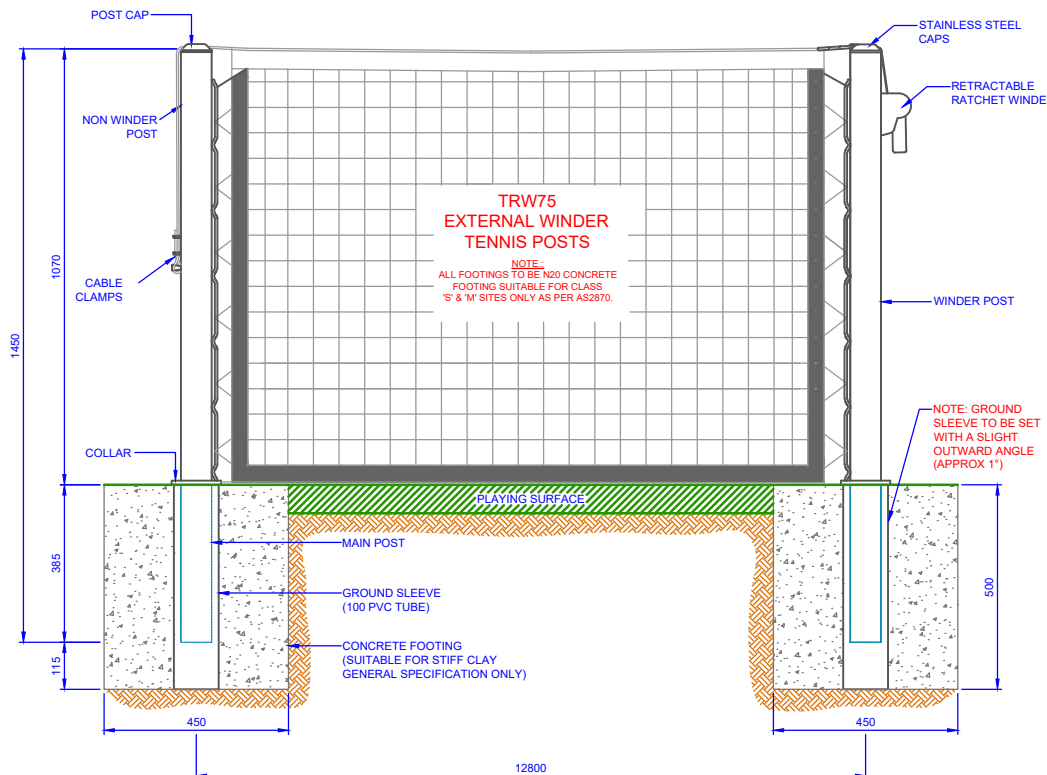 POST CAP
STAINLESS STEEL
CAPS
RETRACTABLE
RATCHET WINDE
NON WINDER
POST
TRW75
EXTERNAL WINDER
TENNIS POSTS
NOTE.:
ALL FOOTINGS TO BE N20 CONCRETE
FOOTING SUITABLE FOR CLASS
'S' & 'M' SITES ONLY AS PER AS2870.
1070
CABLE
CLAMPS
WINDER POST
1450
NOTE: GROUND
SLEEVE TO BE SET
WITH A SLIGHT
OUTWARD ANGLE
(APPROX 1°)
COLLAR
PLAYING SURFACE
MAIN POST
385
GROUND SLEEVE
(100 PVC TUBE)
500
CONCRETE FOOTING
(SUITABLE FOR STIFF CLAY
GENERAL SPECIFICATION ONLY)
115
450
450
12800